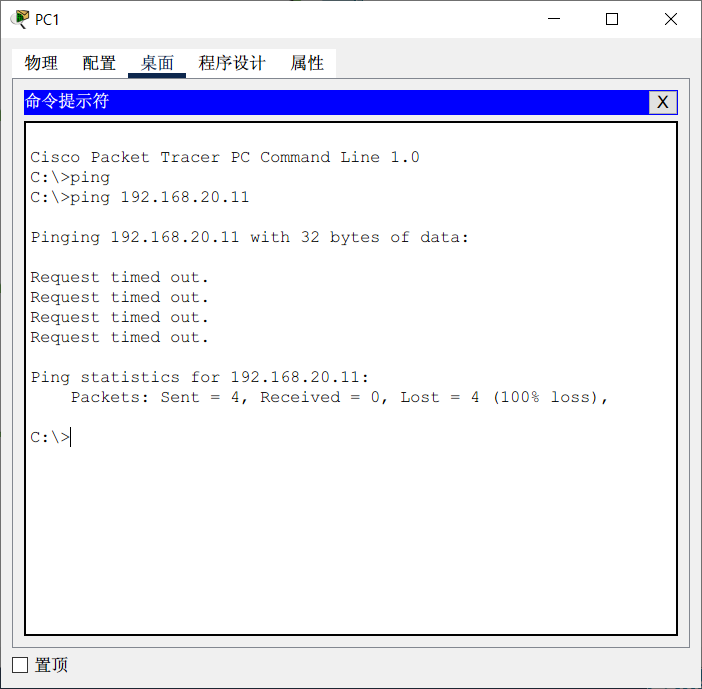 PC1
物理 配置 桌面 程序设计 属性
命令提示符 X
Cisco Packet Tracer PC Command Line 1.0
C:\>ping
C:\>ping 192.168.20.11
Pinging 192.168.20.11 with 32 bytes of data:
Request timed out.
Request timed out.
Request timed out.
Request timed out.
Ping statistics for 192.168.20.11:
Packets: Sent = 4, Received = 0, Lost = 4 (100% loss),
C:\>
置顶